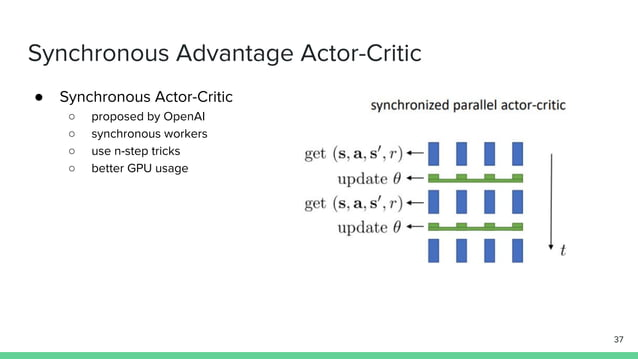 Synchronous Advantage Actor-Critic
● Synchronous Actor-Critic
○ proposed by OpenAI
○ synchronous workers
○ use n-step tricks
○ better GPU usage
synchronized parallel actor-critic
get (s, a, s′, r) ←
update θ ←
get (s, a, s′, r) ←
update θ ←
t
37